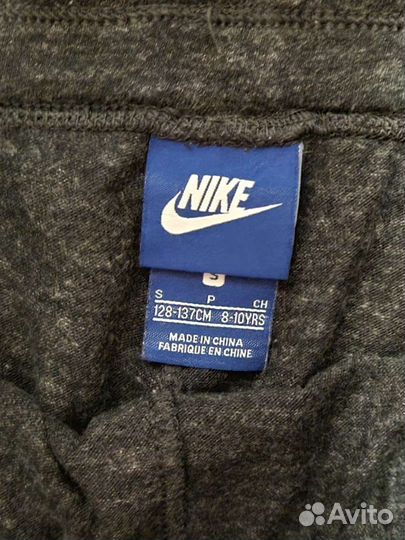 NIKE
S
S P CH
128-137CM 8-10YRS
MADE IN CHINA
FABRIQUE EN CHINE
Avito